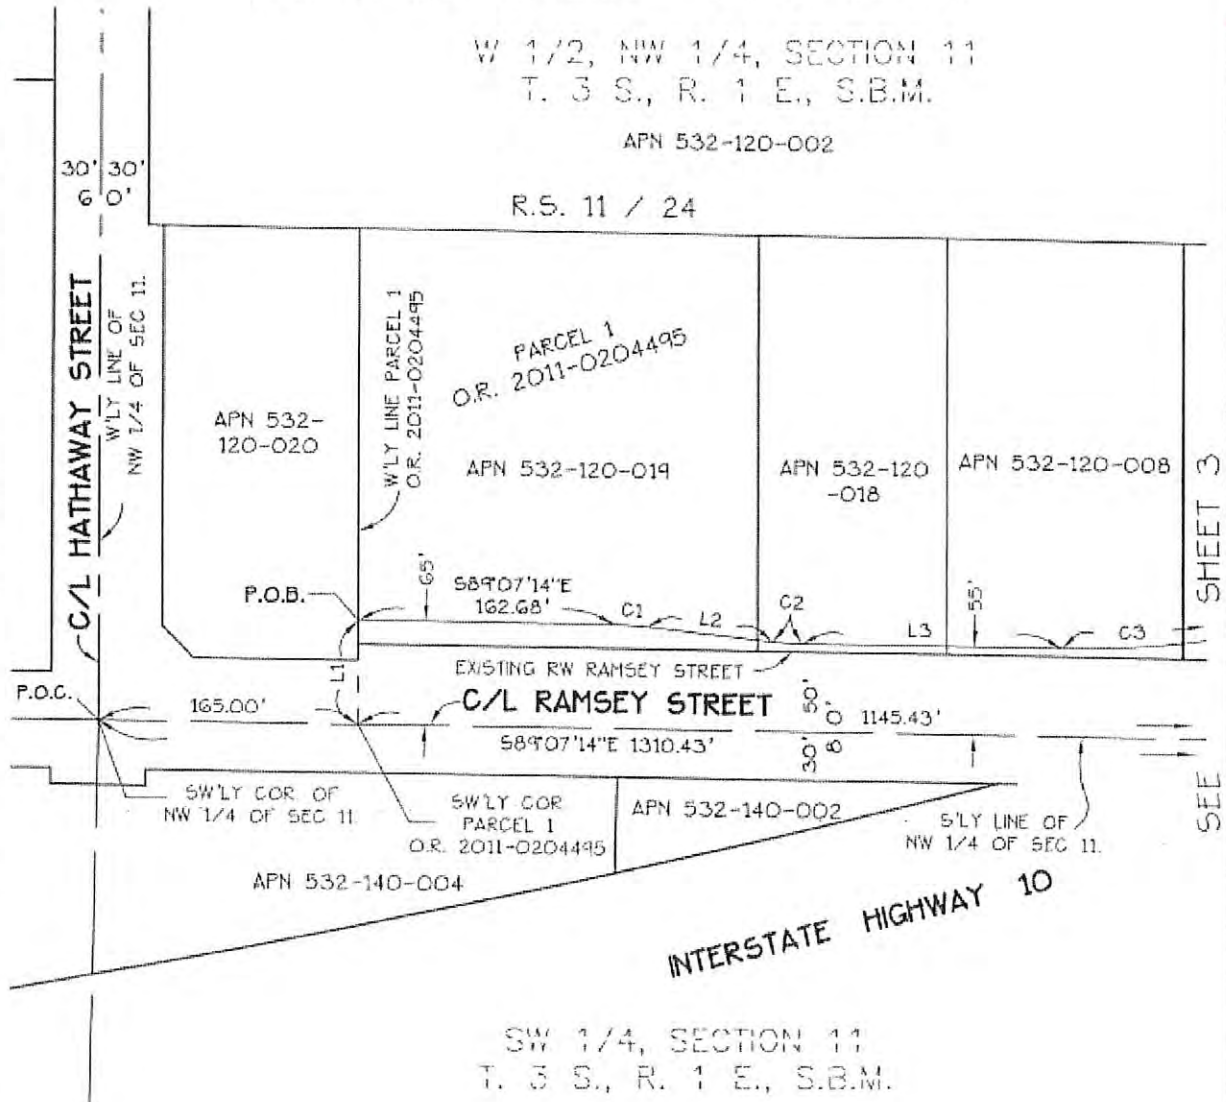 W 1/2, NW 1/4, SECTION 11
T. 3 S., R. 1 E., S.B.M.
APN 532-120-002
30' 30'
60'
R.S. 11 / 24
C/L HATHAWAY STREET
W'LY LINE OF
NW 1/4 OF SEC 11.
W'LY LINE PARCEL 1
O.R. 2011-0204495
PARCEL 1
O.R. 2011-0204495
APN 532-
120-020
APN 532-120-019
APN 532-120
-018
APN 532-120-008
SEE SHEET 3
P.O.B.
65'
S89°07'14"E
162.68'
C1
L2
C2
L3
55'
C3
L1
EXISTING RW RAMSEY STREET
P.O.C.
165.00'
C/L RAMSEY STREET
S89°07'14"E 1310.43'
30' 50'
80'
1145.43'
SW'LY COR. OF
NW 1/4 OF SEC 11
SW'LY COR
PARCEL 1
O.R. 2011-0204495
APN 532-140-002
S'LY LINE OF
NW 1/4 OF SEC 11.
APN 532-140-004
INTERSTATE HIGHWAY 10
SW 1/4, SECTION 11
T. 3 S., R. 1 E., S.B.M.